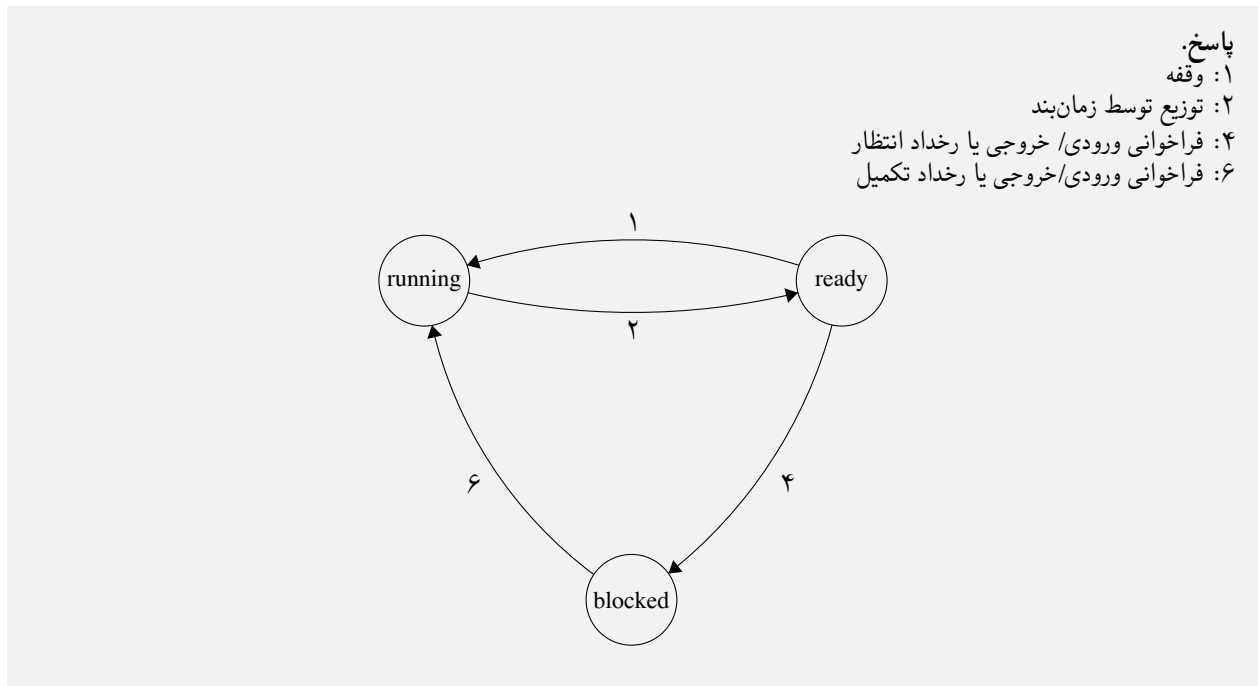 پاسخ.
۱: وقفه
۲: توزیع توسط زمان‌بند
۴: فراخوانی ورودی/ خروجی یا رخداد انتظار
۶: فراخوانی ورودی/خروجی یا رخداد تکمیل
۱
running
ready
۲
۶
۴
blocked